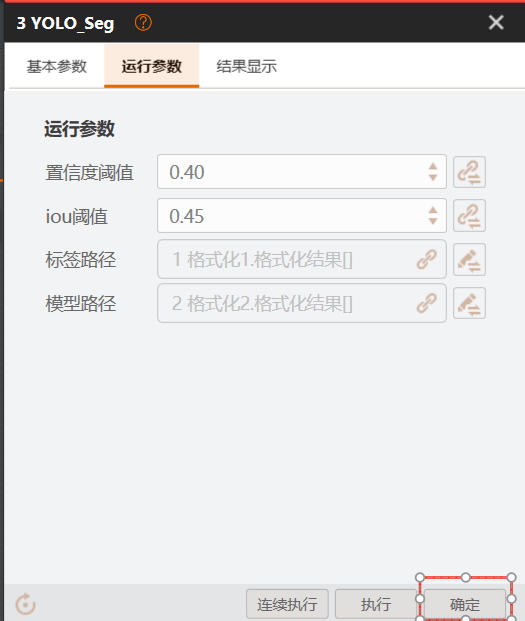 3 YOLO_Seg ?
基本参数 运行参数 结果显示
运行参数
置信度阈值 0.40
iou阈值 0.45
标签路径 1 格式化1.格式化结果[]
模型路径 2 格式化2.格式化结果[]
连续执行 执行 确定